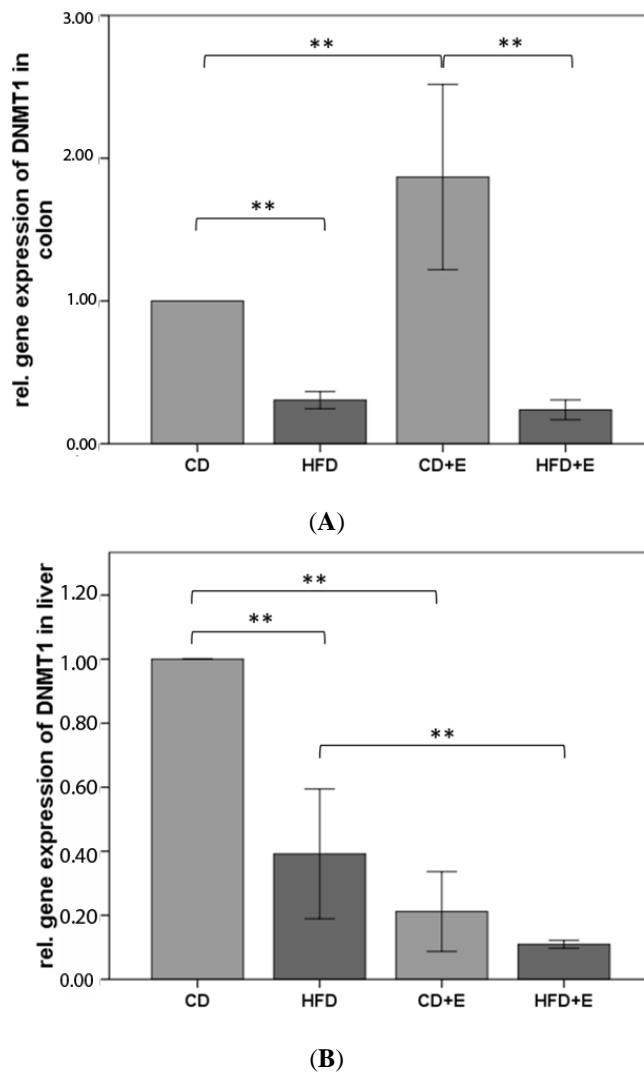 3.00
**
**
2.00
**
1.00
0.00
rel. gene expression of DNMT1 in
colon
CD HFD CD+E HFD+E
(A)
1.20
**
**
1.00
0.80
**
0.60
0.40
0.20
0.00
rel. gene expression of DNMT1 in liver
CD HFD CD+E HFD+E
(B)